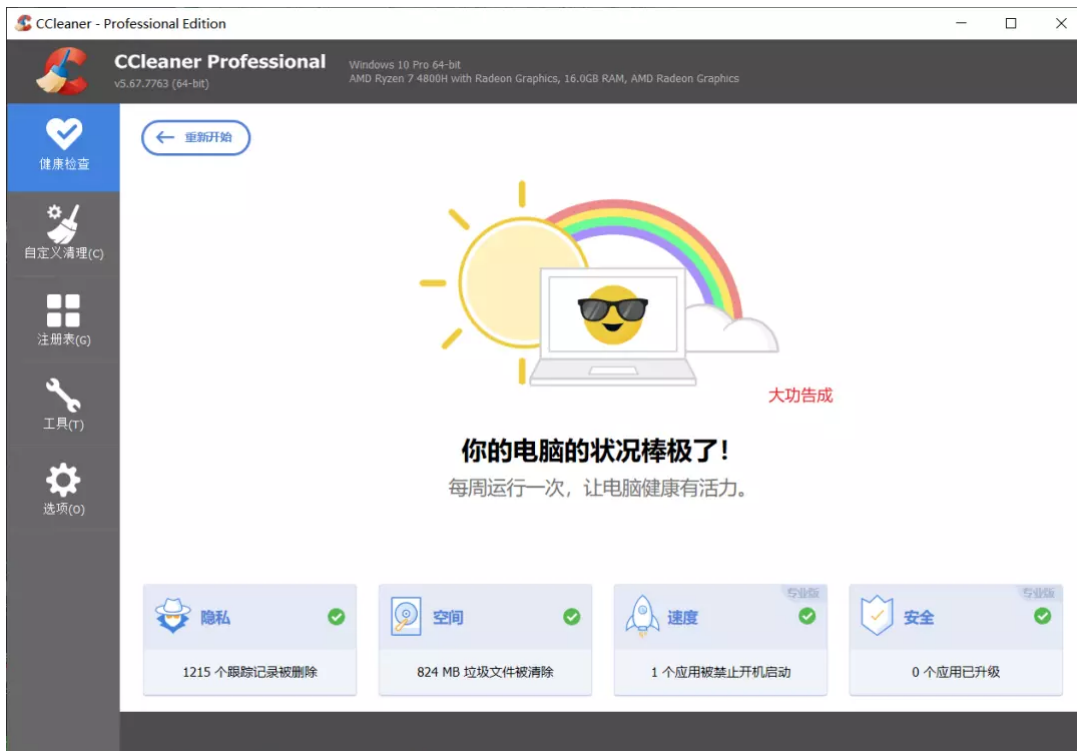 CCleaner - Professional Edition
CCleaner Professional
v5.67.7763 (64-bit)
Windows 10 Pro 64-bit
AMD Ryzen 7 4800H with Radeon Graphics, 16.0GB RAM, AMD Radeon Graphics
健康检查
自定义清理(C)
注册表(G)
工具(T)
选项(O)
重新开始
大功告成
你的电脑的状况棒极了!
每周运行一次，让电脑健康有活力。
隐私
1215 个跟踪记录被删除
空间
824 MB 垃圾文件被清除
专业版
速度
1 个应用被禁止开机启动
专业版
安全
0 个应用已升级